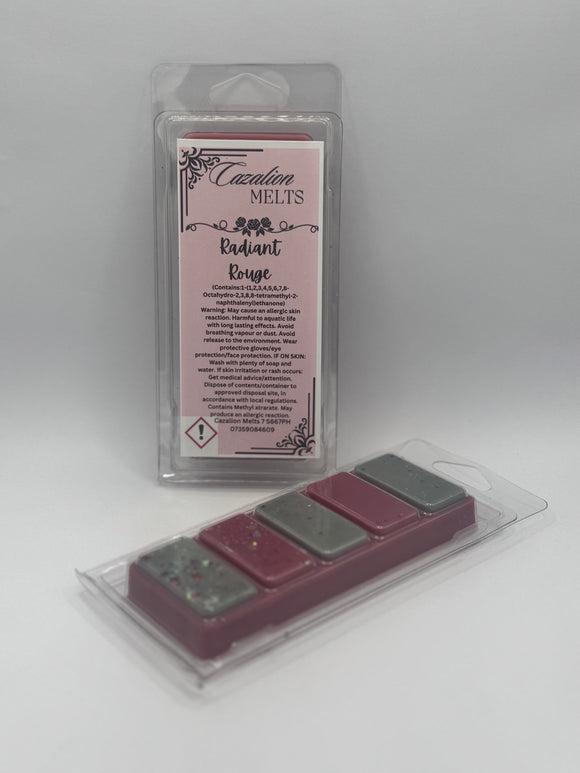 Cazalion
MELTS
Radiant
Rouge
(Contains:1-(1,2,3,4,5,6,7,8-
Octahydro-2,3,8,8-tetramethyl-2-
naphthalenyl)ethanone)
Warning: May cause an allergic skin
reaction. Harmful to aquatic life
with long lasting effects. Avoid
breathing vapour or dust. Avoid
release to the environment. Wear
protective gloves/eye
protection/face protection. IF ON SKIN:
Wash with plenty of soap and
water. If skin irritation or rash occurs:
Get medical advice/attention.
Dispose of contents/container to
approved disposal site, in
accordance with local regulations.
Contains Methyl atrarate. May
produce an allergic reaction.
Cazalion Melts 7 S667PH
07359084609